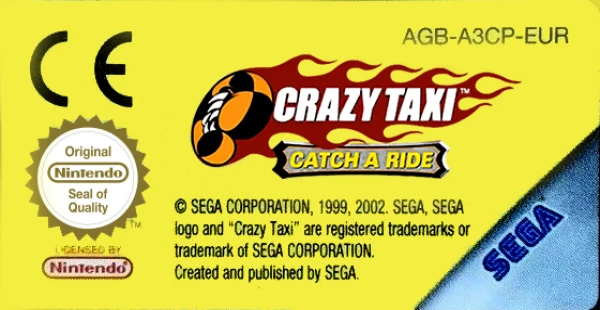 CE
AGB-A3CP-EUR
CRAZY TAXI™
CATCH A RIDE
Original
Nintendo
Seal of
Quality
TM
LICENSED BY
Nintendo®
© SEGA CORPORATION, 1999, 2002. SEGA, SEGA
logo and “Crazy Taxi” are registered trademarks or
trademark of SEGA CORPORATION.
Created and published by SEGA.
SEGA